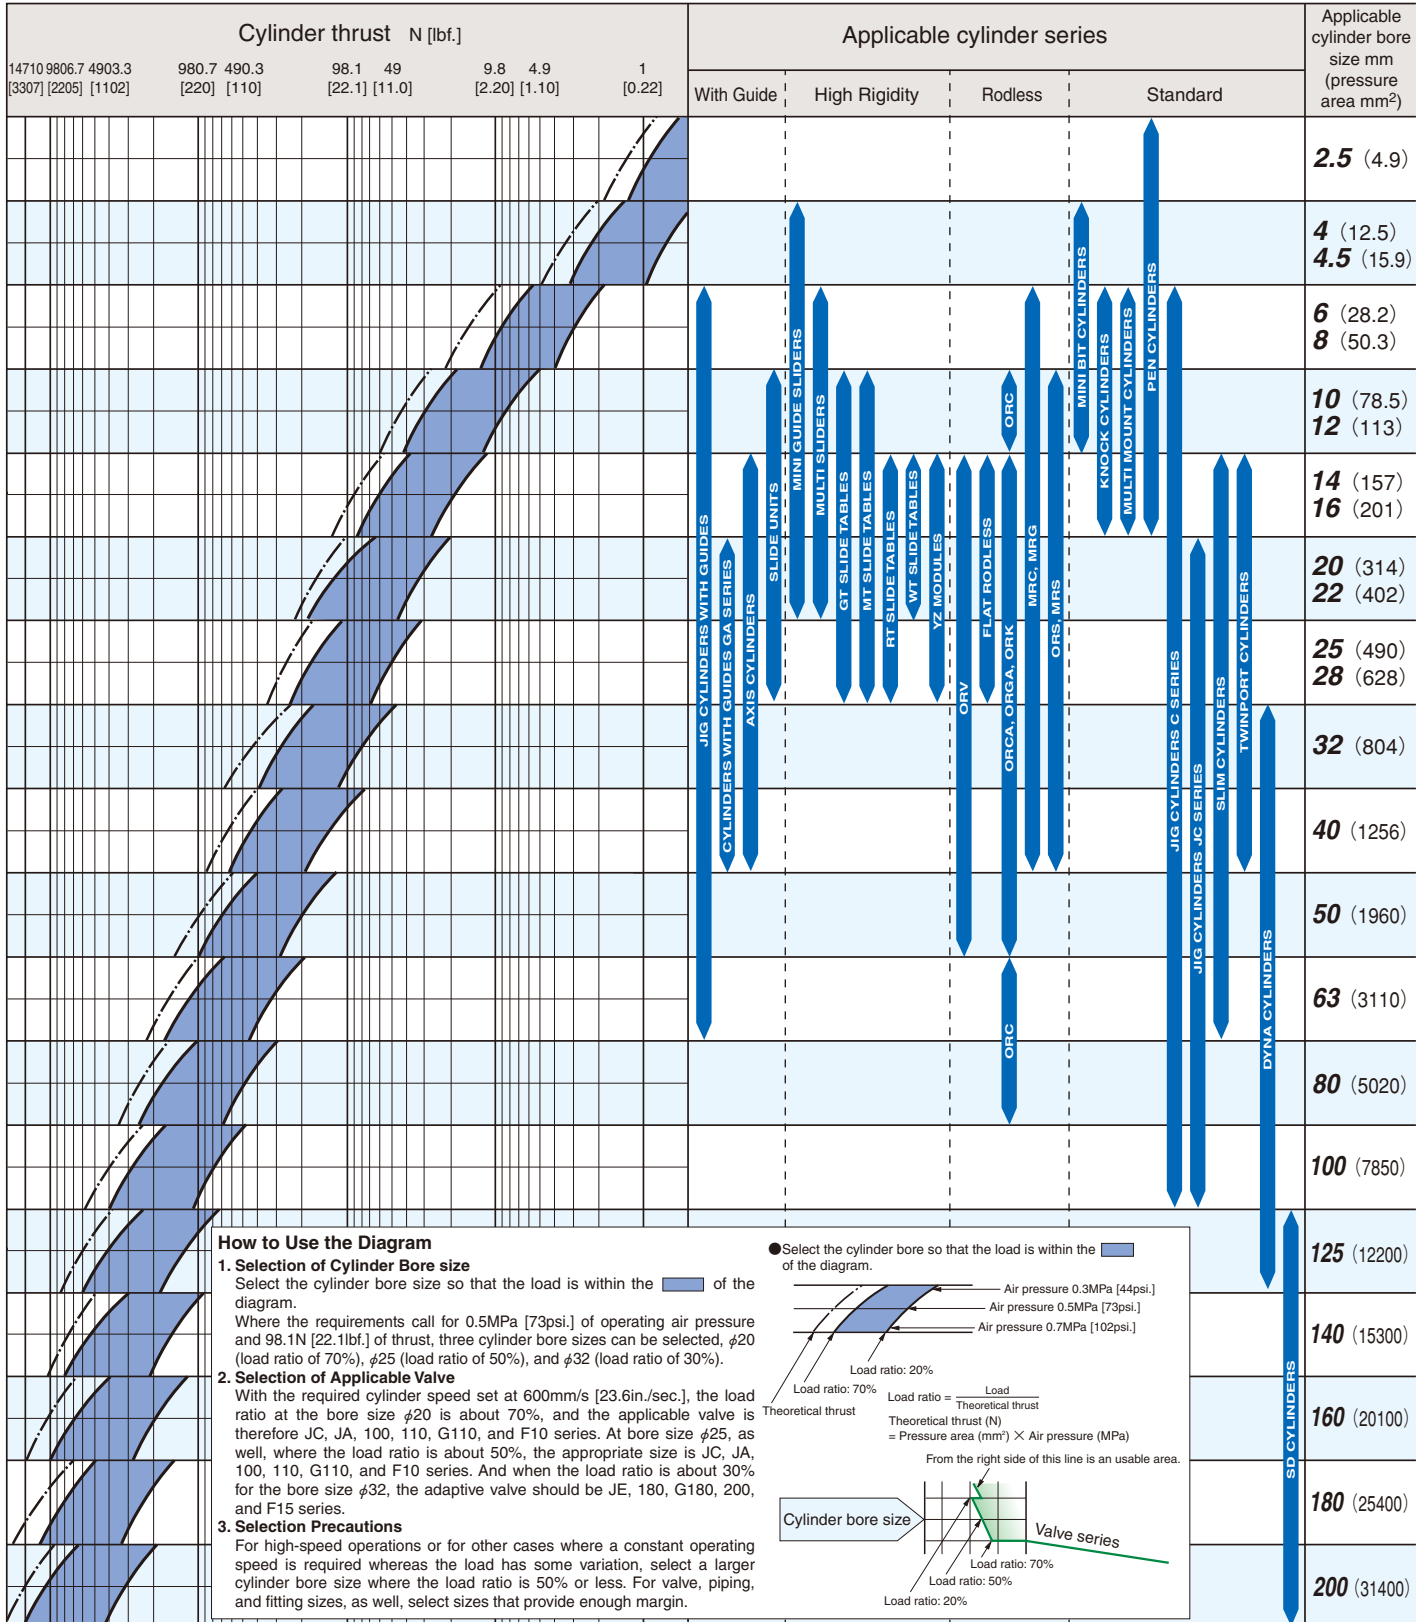 Cylinder thrust N [lbf.]
14710 9806.7 4903.3 980.7 490.3 98.1 49 9.8 4.9 1
[3307] [2205] [1102] [220] [110] [22.1] [11.0] [2.20] [1.10] [0.22]
Applicable cylinder series
With Guide
High Rigidity
Rodless
Standard
Applicable
cylinder bore
size mm
(pressure
area mm²)
2.5 (4.9)
4 (12.5)
4.5 (15.9)
6 (28.2)
8 (50.3)
10 (78.5)
12 (113)
14 (157)
16 (201)
20 (314)
22 (402)
25 (490)
28 (628)
32 (804)
40 (1256)
50 (1960)
63 (3110)
80 (5020)
100 (7850)
125 (12200)
140 (15300)
160 (20100)
180 (25400)
200 (31400)
JIG CYLINDERS WITH GUIDES
CYLINDERS WITH GUIDES GA SERIES
AXIS CYLINDERS
SLIDE UNITS
MINI GUIDE SLIDERS
MULTI SLIDERS
GT SLIDE TABLES
MT SLIDE TABLES
RT SLIDE TABLES
WT SLIDETABLES
YZ MODULES
ORV
FLAT RODLESS
ORC
ORCA, ORGA, ORK
ORC
MRC, MRG
ORS, MRS
MINI BIT CYLINDERS
KNOCK CYLINDERS
MULTI MOUNT CYLINDERS
PEN CYLINDERS
JIG CYLINDERS C SERIES
JIG CYLINDERS JC SERIES
SLIM CYLINDERS
TWINPORT CYLINDERS
DYNA CYLINDERS
SD CYLINDERS
How to Use the Diagram
1. Selection of Cylinder Bore size
Select the cylinder bore size so that the load is within the of the
diagram.
Where the requirements call for 0.5MPa [73psi.] of operating air pressure
and 98.1N [22.1lbf.] of thrust, three cylinder bore sizes can be selected, φ20
(load ratio of 70%), φ25 (load ratio of 50%), and φ32 (load ratio of 30%).
2. Selection of Applicable Valve
With the required cylinder speed set at 600mm/s [23.6in./sec.], the load
ratio at the bore size φ20 is about 70%, and the applicable valve is
therefore JC, JA, 100, 110, G110, and F10 series. At bore size φ25, as
well, where the load ratio is about 50%, the appropriate size is JC, JA,
100, 110, G110, and F10 series. And when the load ratio is about 30%
for the bore size φ32, the adaptive valve should be JE, 180, G180, 200,
and F15 series.
3. Selection Precautions
For high-speed operations or for other cases where a constant operating
speed is required whereas the load has some variation, select a larger
cylinder bore size where the load ratio is 50% or less. For valve, piping,
and fitting sizes, as well, select sizes that provide enough margin.
●Select the cylinder bore so that the load is within the
of the diagram.
Air pressure 0.3MPa [44psi.]
Air pressure 0.5MPa [73psi.]
Air pressure 0.7MPa [102psi.]
Load ratio: 20%
Load ratio: 70%
Theoretical thrust
Load ratio = Load / Theoretical thrust
Theoretical thrust (N)
= Pressure area (mm²) × Air pressure (MPa)
From the right side of this line is an usable area.
Cylinder bore size
Valve series
Load ratio: 70%
Load ratio: 50%
Load ratio: 20%